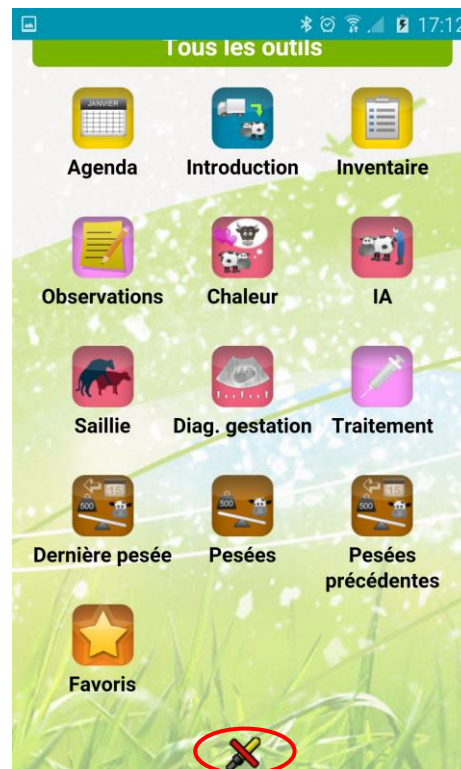 17:12
Tous les outils
JANVIER
Agenda Introduction Inventaire
Observations Chaleur IA
Saillie Diag. gestation Traitement
15 15
500 500 500
Dernière pesée Pesées Pesées
précédentes
Favoris